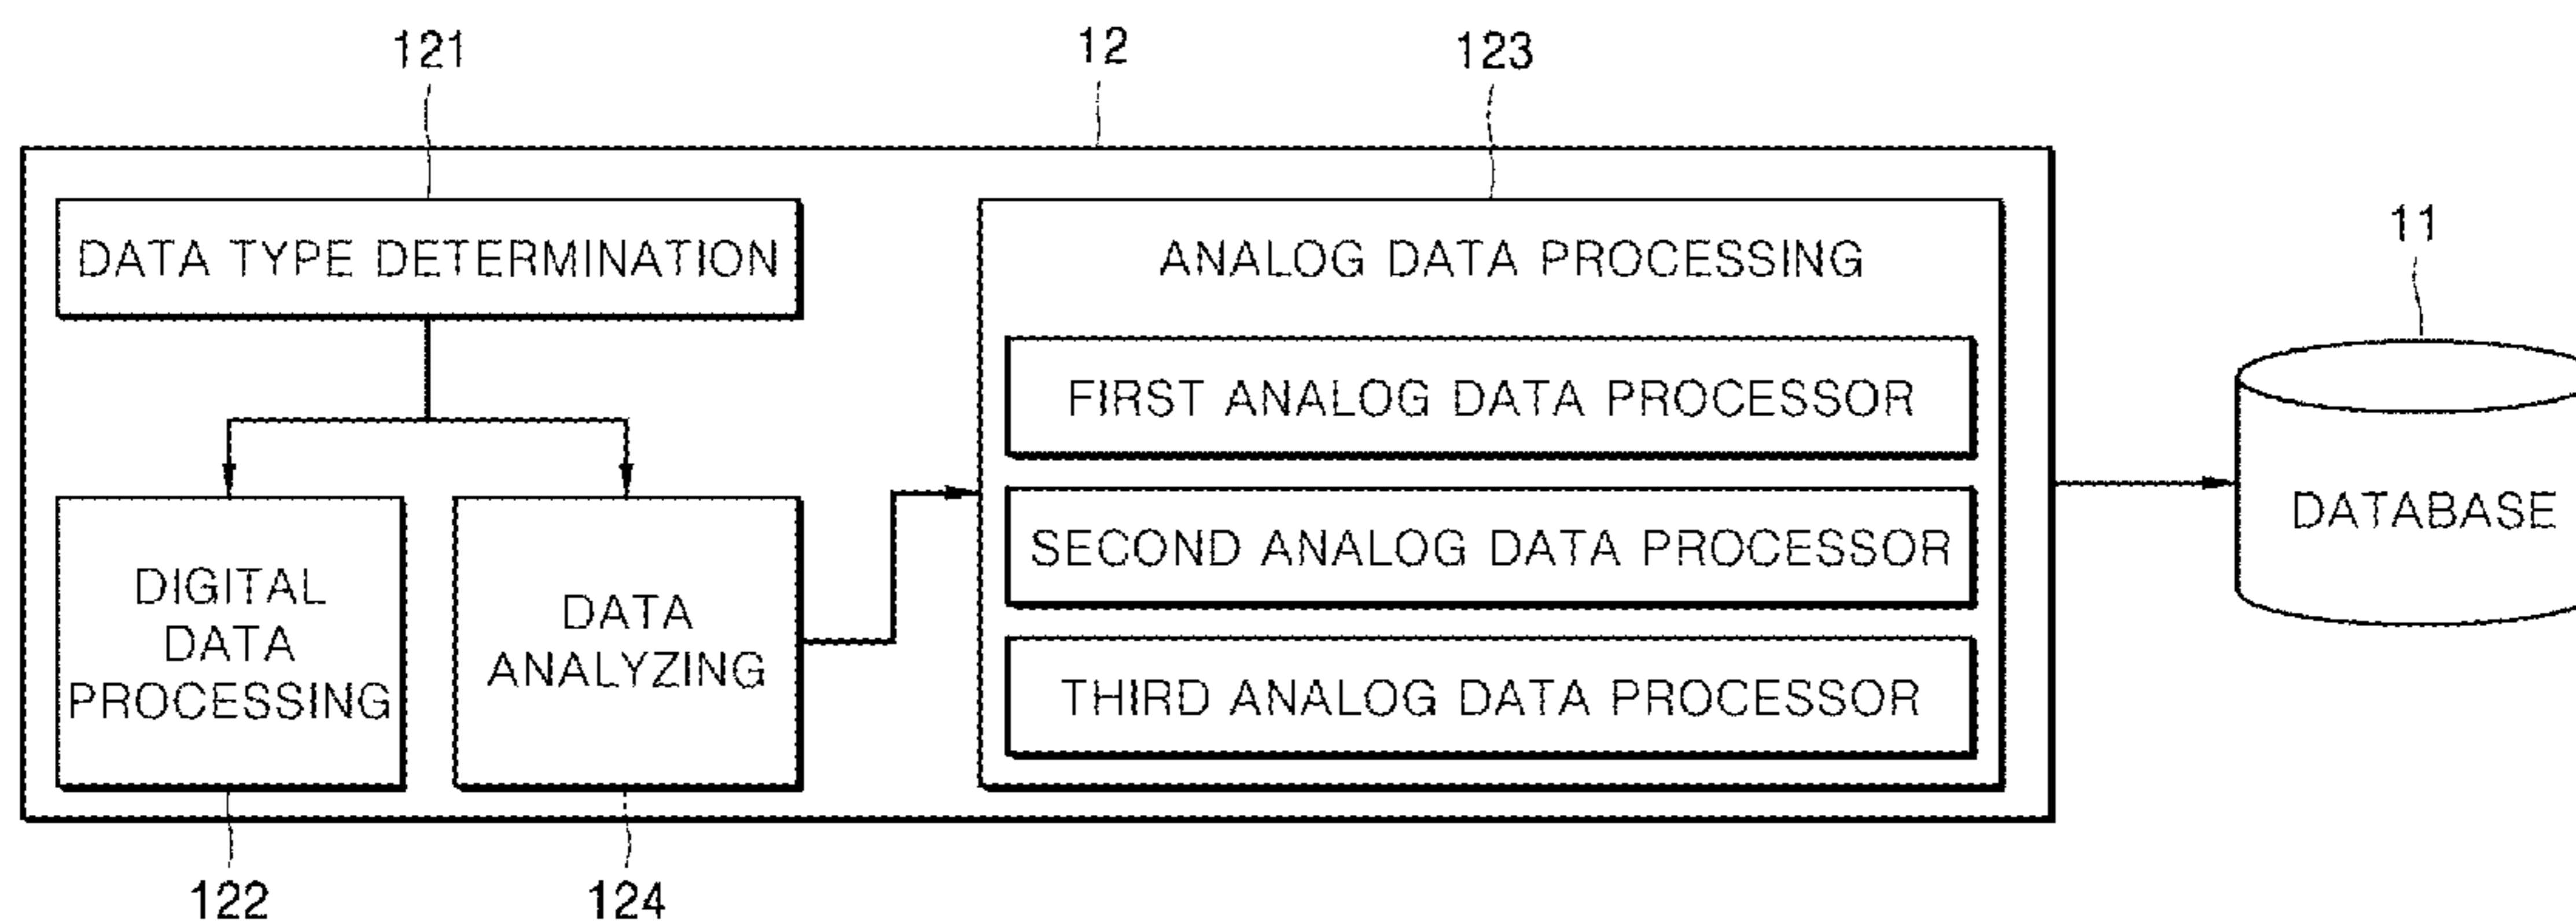 121
12
123
DATA TYPE DETERMINATION
ANALOG DATA PROCESSING
11
FIRST ANALOG DATA PROCESSOR
SECOND ANALOG DATA PROCESSOR
THIRD ANALOG DATA PROCESSOR
DATABASE
DIGITAL
DATA
PROCESSING
DATA
ANALYZING
122
124